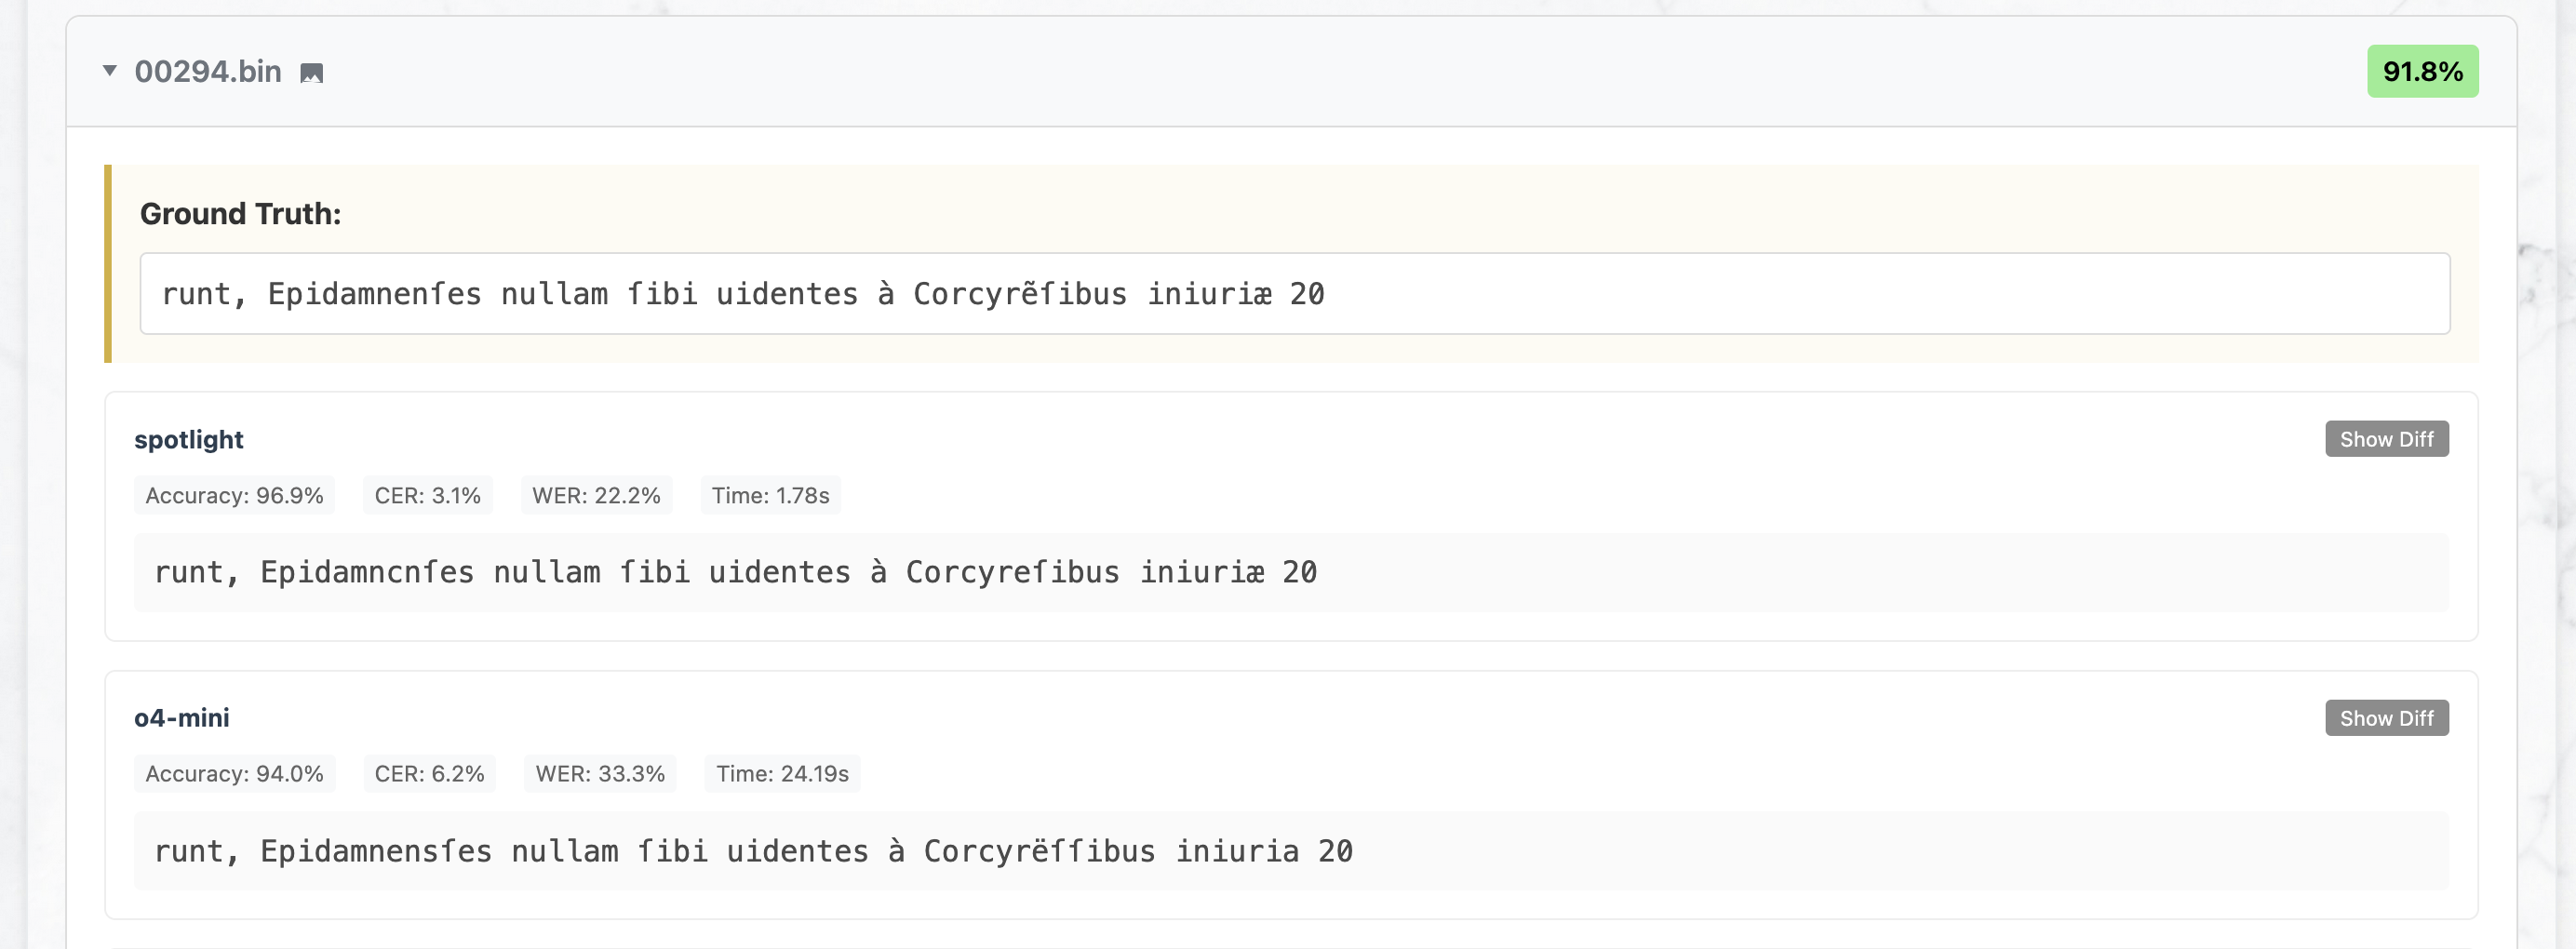 ▼ 00294.bin
91.8%
Ground Truth:
runt, Epidamnenſes nullam ſibi uidentes à Corcyrẽſibus iniuriæ 20
spotlight
Show Diff
Accuracy: 96.9% CER: 3.1% WER: 22.2% Time: 1.78s
runt, Epidamncnſes nullam ſibi uidentes à Corcyreſibus iniuriæ 20
o4-mini
Show Diff
Accuracy: 94.0% CER: 6.2% WER: 33.3% Time: 24.19s
runt, Epidamnensſes nullam ſibi uidentes à Corcyrëſſibus iniuria 20